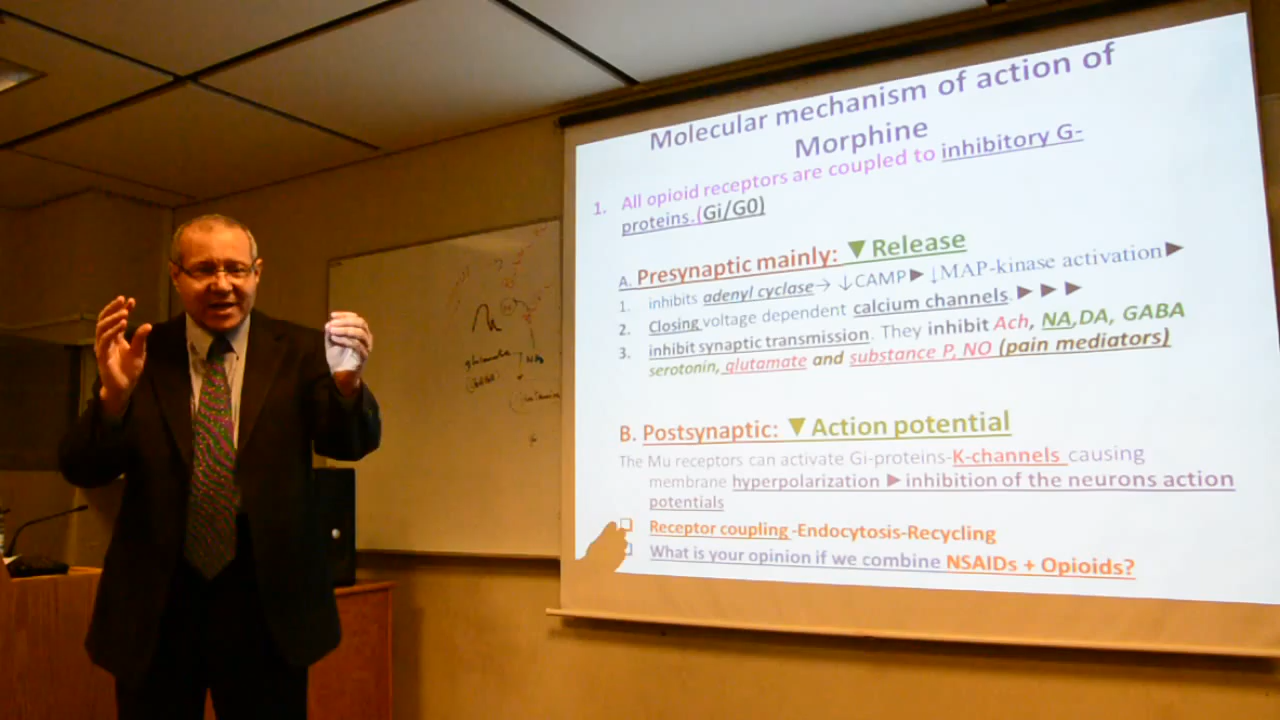 Molecular mechanism of action of
Morphine
1. All opioid receptors are coupled to inhibitory G-
proteins.(Gi/G0)
A. Presynaptic mainly: ▼Release
1. inhibits adenyl cyclase→ ↓CAMP► ↓MAP-kinase activation►
2. Closing voltage dependent calcium channels. ► ► ►
3. inhibit synaptic transmission. They inhibit Ach, NA,DA, GABA
serotonin, glutamate and substance P, NO (pain mediators)
B. Postsynaptic: ▼Action potential
The Mu receptors can activate Gi-proteins-K-channels causing
membrane hyperpolarization ►inhibition of the neurons action
potentials
Receptor coupling -Endocytosis-Recycling
What is your opinion if we combine NSAIDs + Opioids?
glutamate